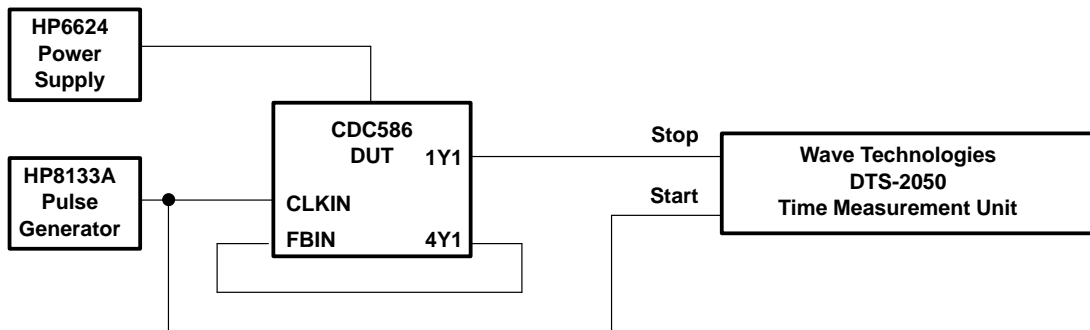 HP6624
Power
Supply
CDC586
DUT
1Y1
CLKIN
FBIN
4Y1
HP8133A
Pulse
Generator
Stop
Start
Wave Technologies
DTS-2050
Time Measurement Unit